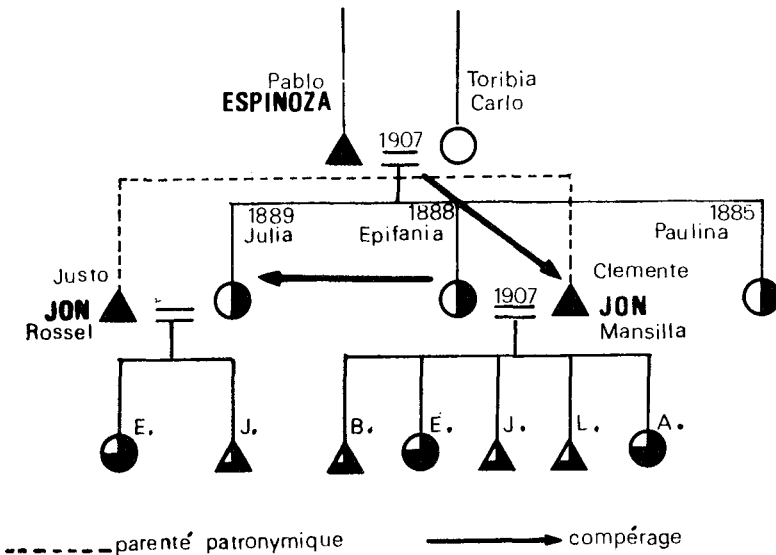 Pablo
ESPINOZA
Toribia
Carlo
1907
1889
Julia
1888
Epifania
1885
Paulina
Justo
JON
Rossel
1907
Clemente
JON
Mansilla
E.
J.
B.
E.
J.
L.
A.
parenté patronymique
compérage